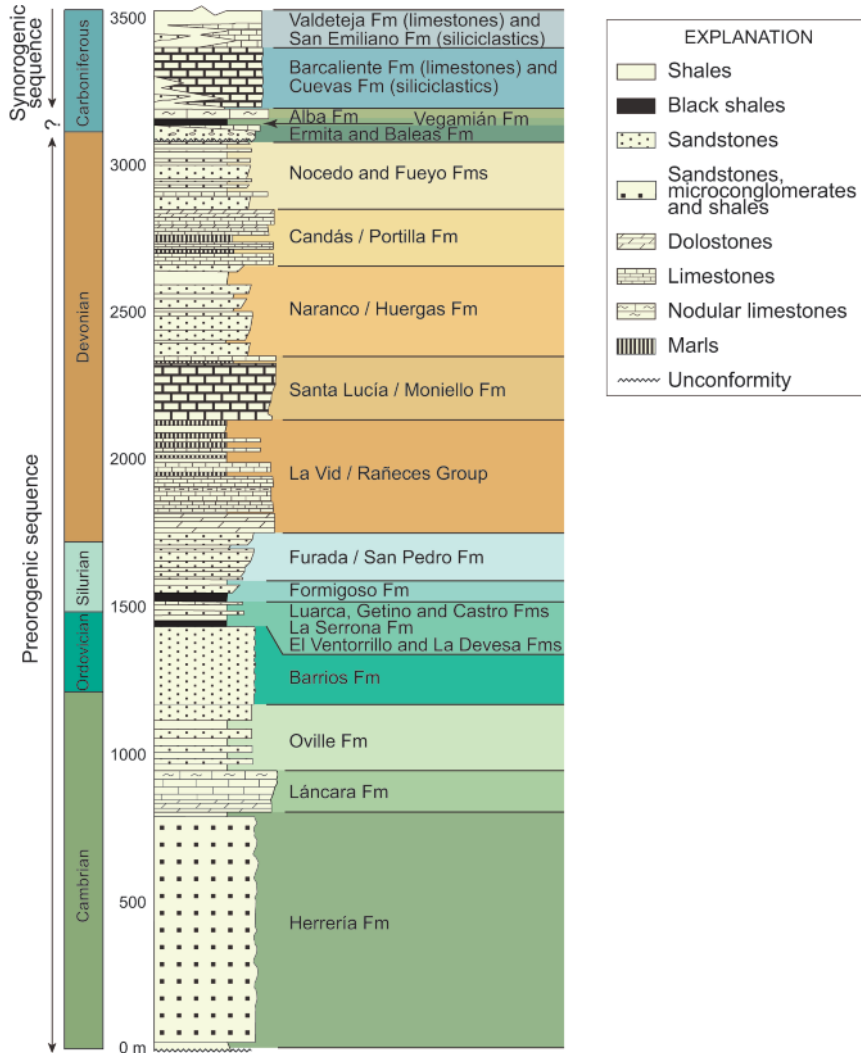 Synorogenic
sequence
?
Preorogenic sequence
Carboniferous
Devonian
Silurian
Ordovician
Cambrian
3500
3000
2500
2000
1500
1000
500
0 m
Valdeteja Fm (limestones) and
San Emiliano Fm (siliciclastics)
Barcaliente Fm (limestones) and
Cuevas Fm (siliciclastics)
Alba Fm
Vegamián Fm
Ermita and Baleas Fm
Nocedo and Fueyo Fms
Candás / Portilla Fm
Naranco / Huergas Fm
Santa Lucía / Moniello Fm
La Vid / Rañeces Group
Furada / San Pedro Fm
Formigoso Fm
Luarca, Getino and Castro Fms
La Serrona Fm
El Ventorrillo and La Devesa Fms
Barrios Fm
Oville Fm
Láncara Fm
Herrería Fm
EXPLANATION
Shales
Black shales
Sandstones
Sandstones,
microconglomerates
and shales
Dolostones
Limestones
Nodular limestones
Marls
Unconformity